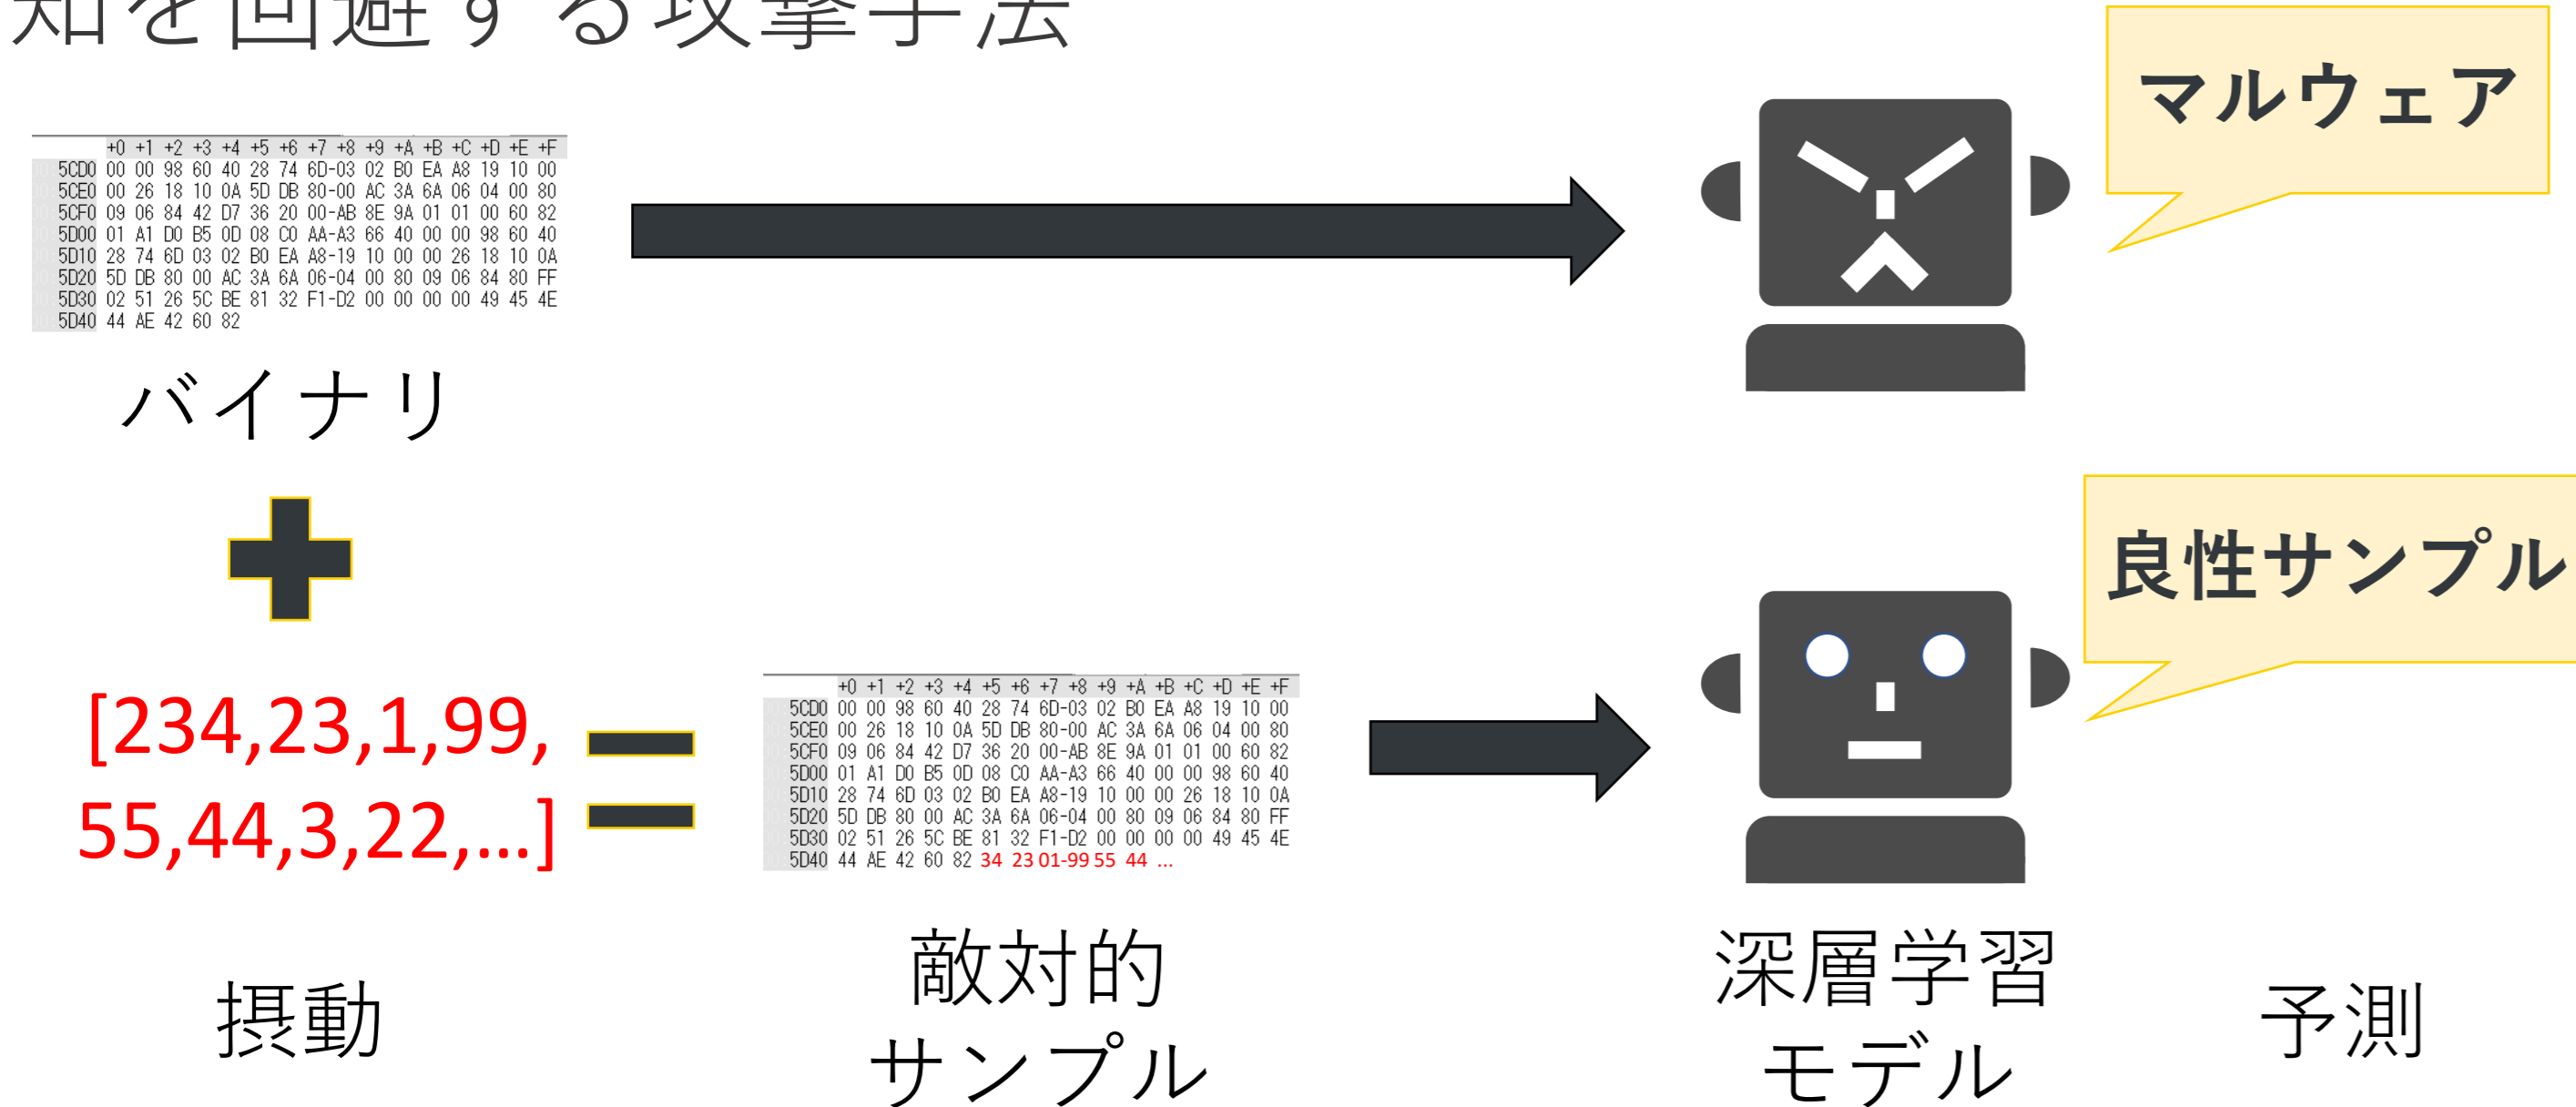 知を回避する攻撃手法
マルウェア
+0 +1 +2 +3 +4 +5 +6 +7 +8 +9 +A +B +C +D +E +F
5CD0 00 00 98 60 40 28 74 6D-03 02 B0 EA A8 19 10 00
5CE0 00 26 18 10 0A 5D DB 80-00 AC 3A 6A 06 04 00 80
5CF0 09 06 84 42 D7 36 20 00-AB 8E 9A 01 01 00 60 82
5D00 01 A1 D0 B5 0D 08 C0 AA-A3 66 40 00 00 98 60 40
5D10 28 74 6D 03 02 B0 EA A8-19 10 00 00 26 18 10 0A
5D20 5D DB 80 00 AC 3A 6A 06-04 00 80 09 06 84 80 FF
5D30 02 51 26 5C BE 81 32 F1-D2 00 00 00 00 49 45 4E
5D40 44 AE 42 60 82
バイナリ
良性サンプル
[234,23,1,99,
55,44,3,22,...]
+0 +1 +2 +3 +4 +5 +6 +7 +8 +9 +A +B +C +D +E +F
5CD0 00 00 98 60 40 28 74 6D-03 02 B0 EA A8 19 10 00
5CE0 00 26 18 10 0A 5D DB 80-00 AC 3A 6A 06 04 00 80
5CF0 09 06 84 42 D7 36 20 00-AB 8E 9A 01 01 00 60 82
5D00 01 A1 D0 B5 0D 08 C0 AA-A3 66 40 00 00 98 60 40
5D10 28 74 6D 03 02 B0 EA A8-19 10 00 00 26 18 10 0A
5D20 5D DB 80 00 AC 3A 6A 06-04 00 80 09 06 84 80 FF
5D30 02 51 26 5C BE 81 32 F1-D2 00 00 00 00 49 45 4E
5D40 44 AE 42 60 82 34 23 01-99 55 44 ...
摂動
敵対的
サンプル
深層学習
モデル
予測